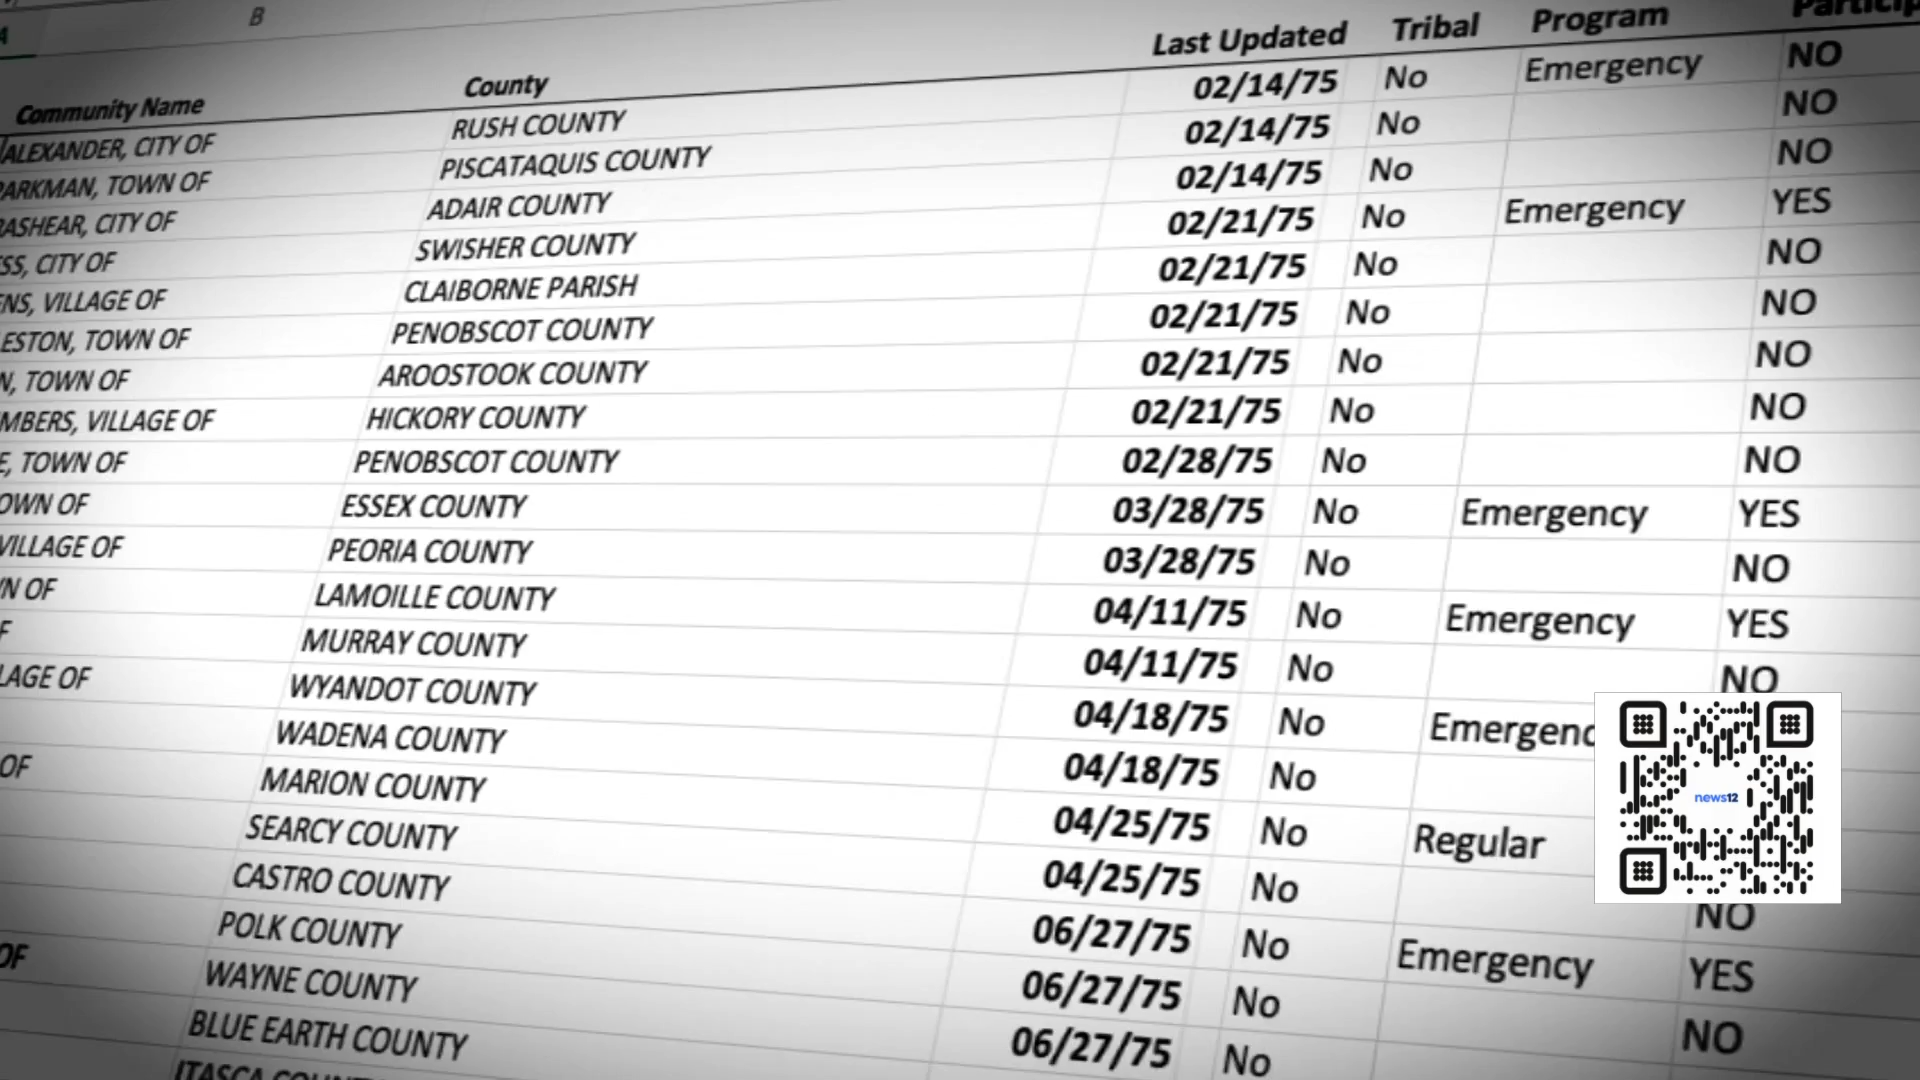 B
Community Name County Last Updated Tribal Program Particip
ALEXANDER, CITY OF RUSH COUNTY 02/14/75 No Emergency NO
PARKMAN, TOWN OF PISCATAQUIS COUNTY 02/14/75 No NO
RASHEAR, CITY OF ADAIR COUNTY 02/14/75 No NO
SS, CITY OF SWISHER COUNTY 02/21/75 No Emergency YES
ENS, VILLAGE OF CLAIBORNE PARISH 02/21/75 No NO
LESTON, TOWN OF PENOBSCOT COUNTY 02/21/75 No NO
N, TOWN OF AROOSTOOK COUNTY 02/21/75 No NO
MBERS, VILLAGE OF HICKORY COUNTY 02/21/75 No NO
E, TOWN OF PENOBSCOT COUNTY 02/28/75 No NO
OWN OF ESSEX COUNTY 03/28/75 No Emergency YES
VILLAGE OF PEORIA COUNTY 03/28/75 No NO
N OF LAMOILLE COUNTY 04/11/75 No Emergency YES
F MURRAY COUNTY 04/11/75 No NO
LAGE OF WYANDOT COUNTY 04/18/75 No Emergenc
WADENA COUNTY 04/18/75 No
OF MARION COUNTY 04/25/75 No Regular
SEARCY COUNTY 04/25/75 No NO
CASTRO COUNTY 06/27/75 No Emergency YES
POLK COUNTY 06/27/75 No NO
OF WAYNE COUNTY 06/27/75 No
BLUE EARTH COUNTY
ITASCA COUN
news12